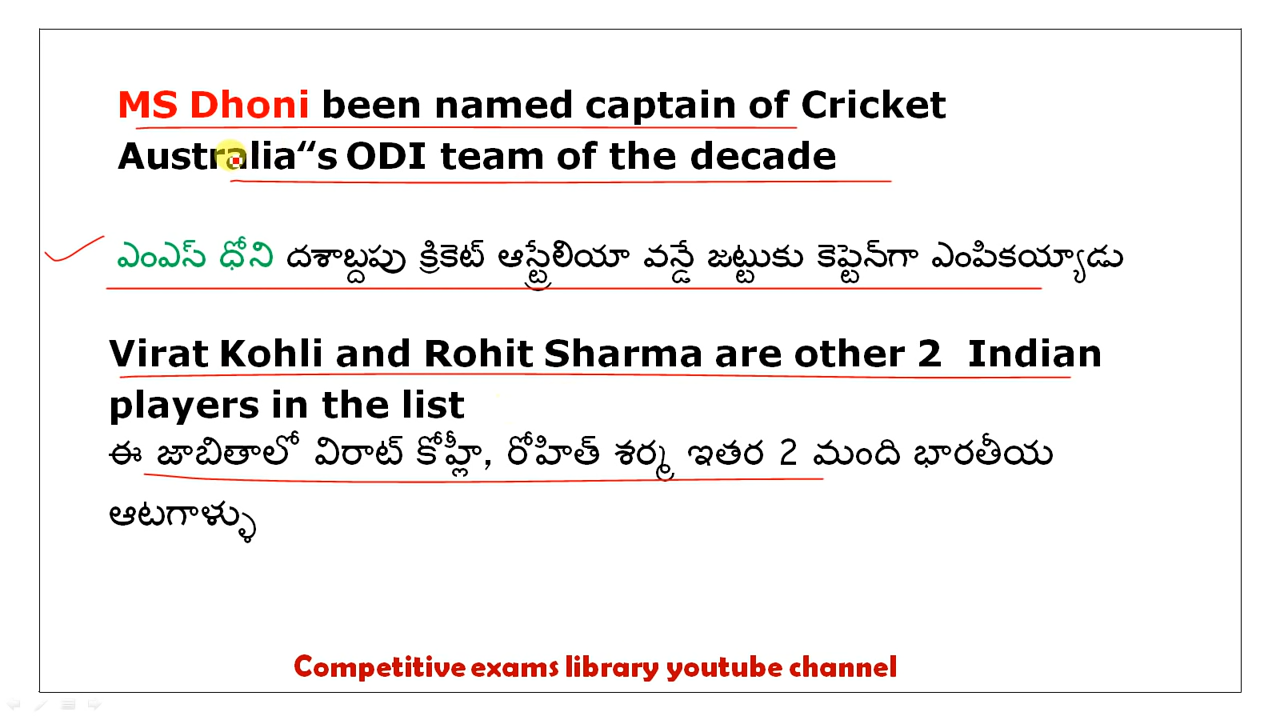 MS Dhoni been named captain of Cricket
Australia“s ODI team of the decade
ఎంఎస్ ధోని దశాబ్దపు క్రికెట్ ఆస్ట్రేలియా వన్డే జట్టుకు కెప్టెన్‌గా ఎంపికయ్యాడు
Virat Kohli and Rohit Sharma are other 2  Indian
players in the list
ఈ జాబితాలో విరాట్ కోహ్లీ, రోహిత్ శర్మ ఇతర 2 మంది భారతీయ
ఆటగాళ్ళు
Competitive exams library youtube channel